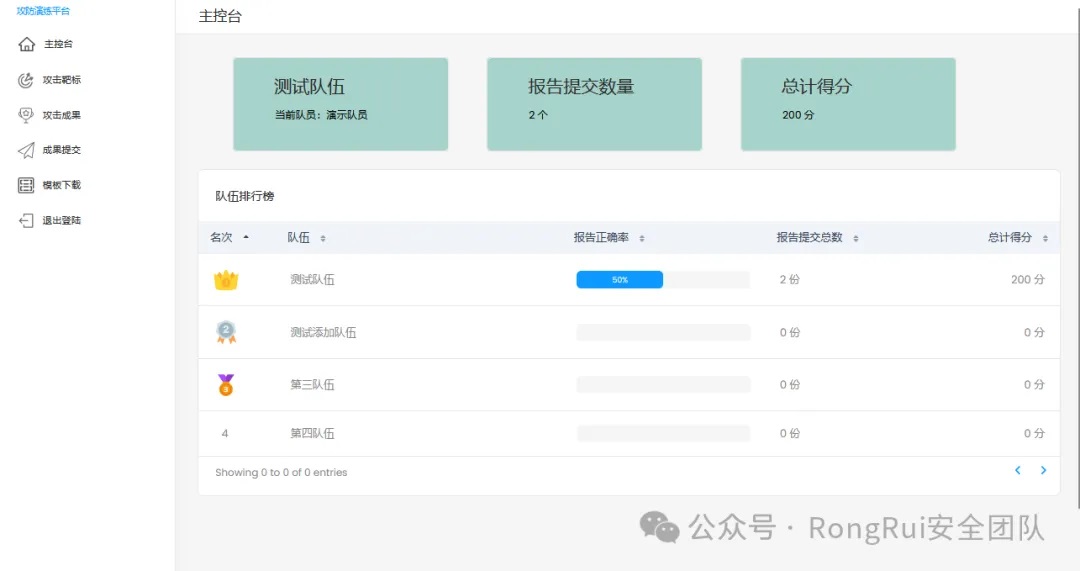 攻防演练平台
主控台
攻击靶标
攻击成果
成果提交
模板下载
退出登陆
主控台
测试队伍
当前队员：演示队员
报告提交数量
2 个
总计得分
200 分
队伍排行榜
名次 队伍 报告正确率 报告提交总数 总计得分
测试队伍 50% 2 份 200 分
2 测试添加队伍 0 份 0 分
3 第三队伍 0 份 0 分
4 第四队伍 0 份 0 分
Showing 0 to 0 of 0 entries
公众号 · RongRui安全团队